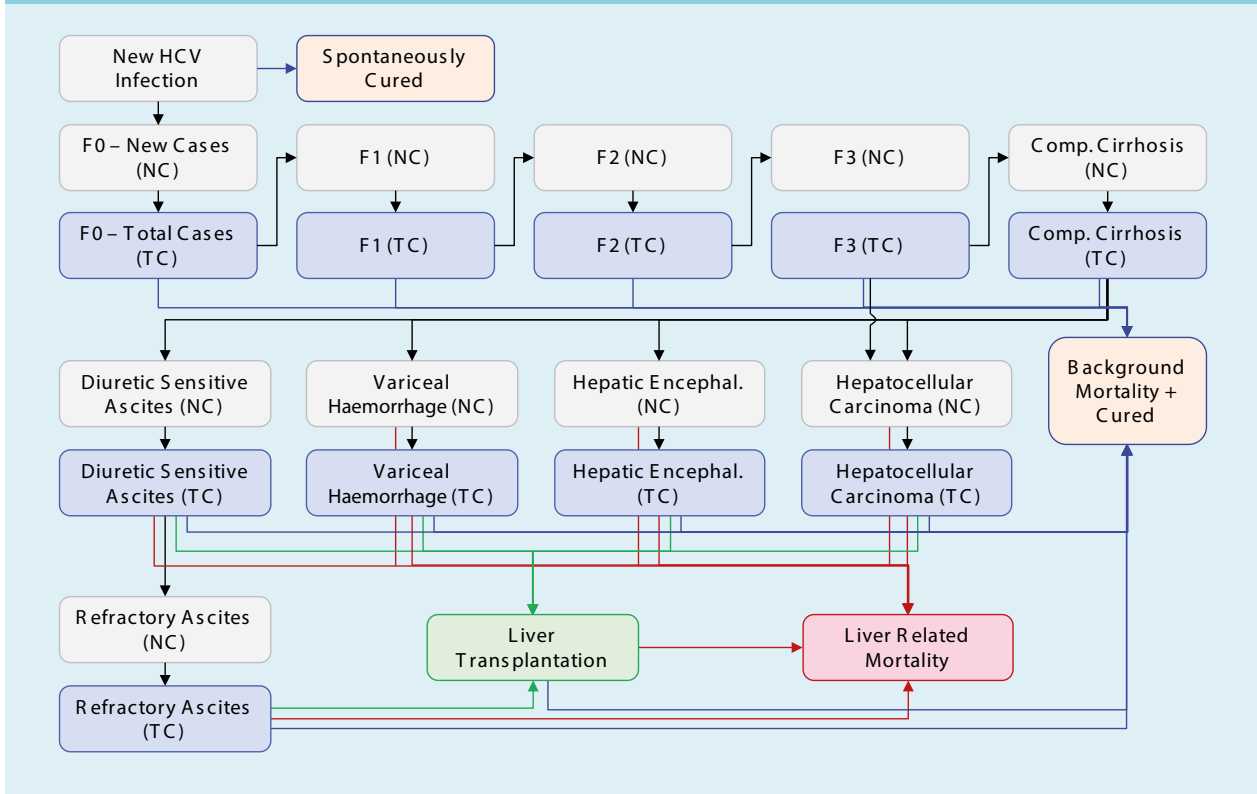 New HCV
Infection
Spontaneously
Cured
F0 – New Cases
(NC)
F1 (NC)
F2 (NC)
F3 (NC)
Comp. Cirrhosis
(NC)
F0 – Total Cases
(TC)
F1 (TC)
F2 (TC)
F3 (TC)
Comp. Cirrhosis
(TC)
Background
Mortality +
Cured
Diuretic Sensitive
Ascites (NC)
Variceal
Haemorrhage (NC)
Hepatic Encephal.
(NC)
Hepatocellular
Carcinoma (NC)
Diuretic Sensitive
Ascites (TC)
Variceal
Haemorrhage (TC)
Hepatic Encephal.
(TC)
Hepatocellular
Carcinoma (TC)
Refractory Ascites
(NC)
Liver
Transplantation
Liver Related
Mortality
Refractory Ascites
(TC)